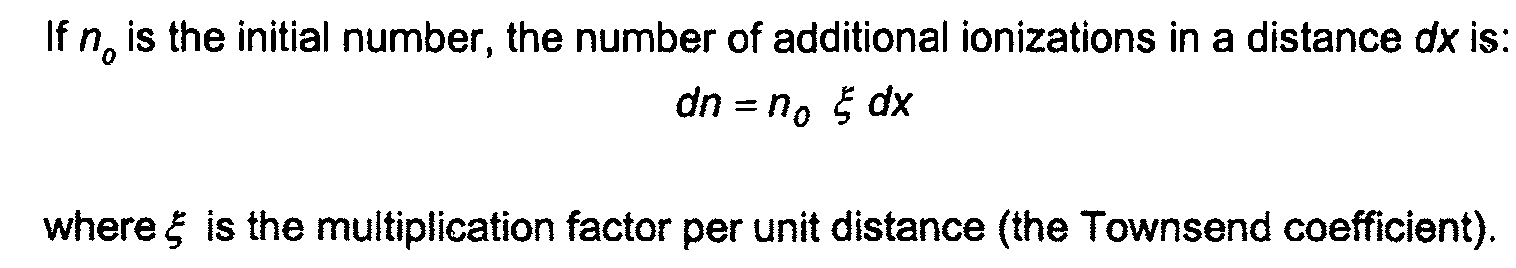 If nₒ is the initial number, the number of additional ionizations in a distance dx is:
dn = n₀ ξ dx
where ξ is the multiplication factor per unit distance (the Townsend coefficient).